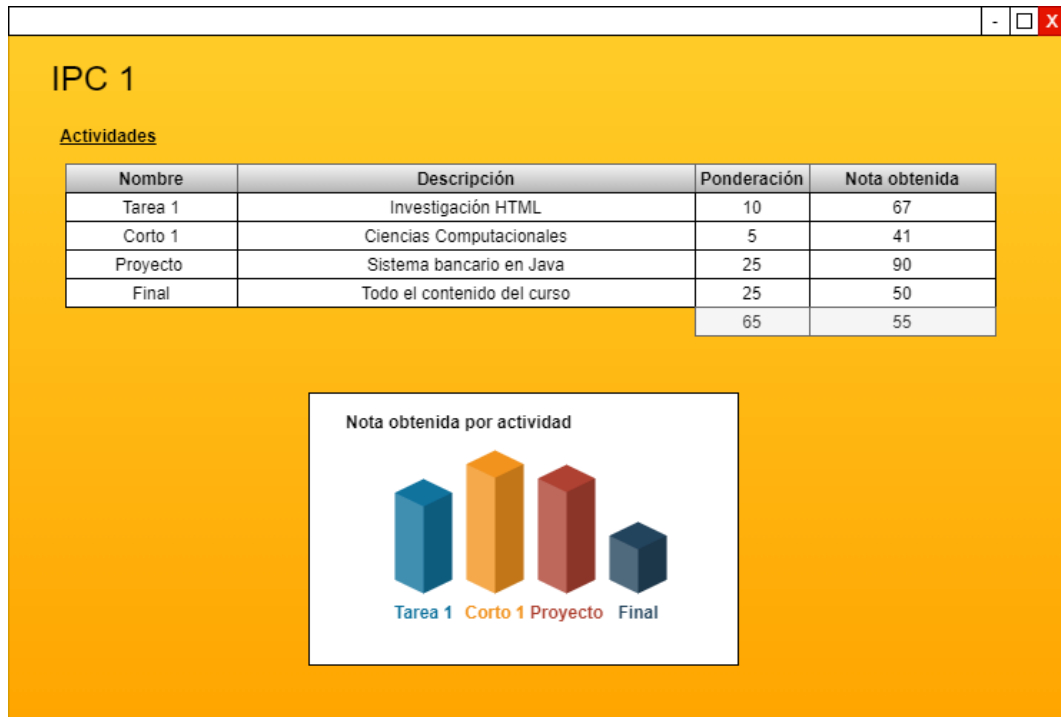 - X
IPC 1
Actividades
Nombre Descripción Ponderación Nota obtenida
Tarea 1 Investigación HTML 10 67
Corto 1 Ciencias Computacionales 5 41
Proyecto Sistema bancario en Java 25 90
Final Todo el contenido del curso 25 50
65 55
Nota obtenida por actividad
Tarea 1 Corto 1 Proyecto Final